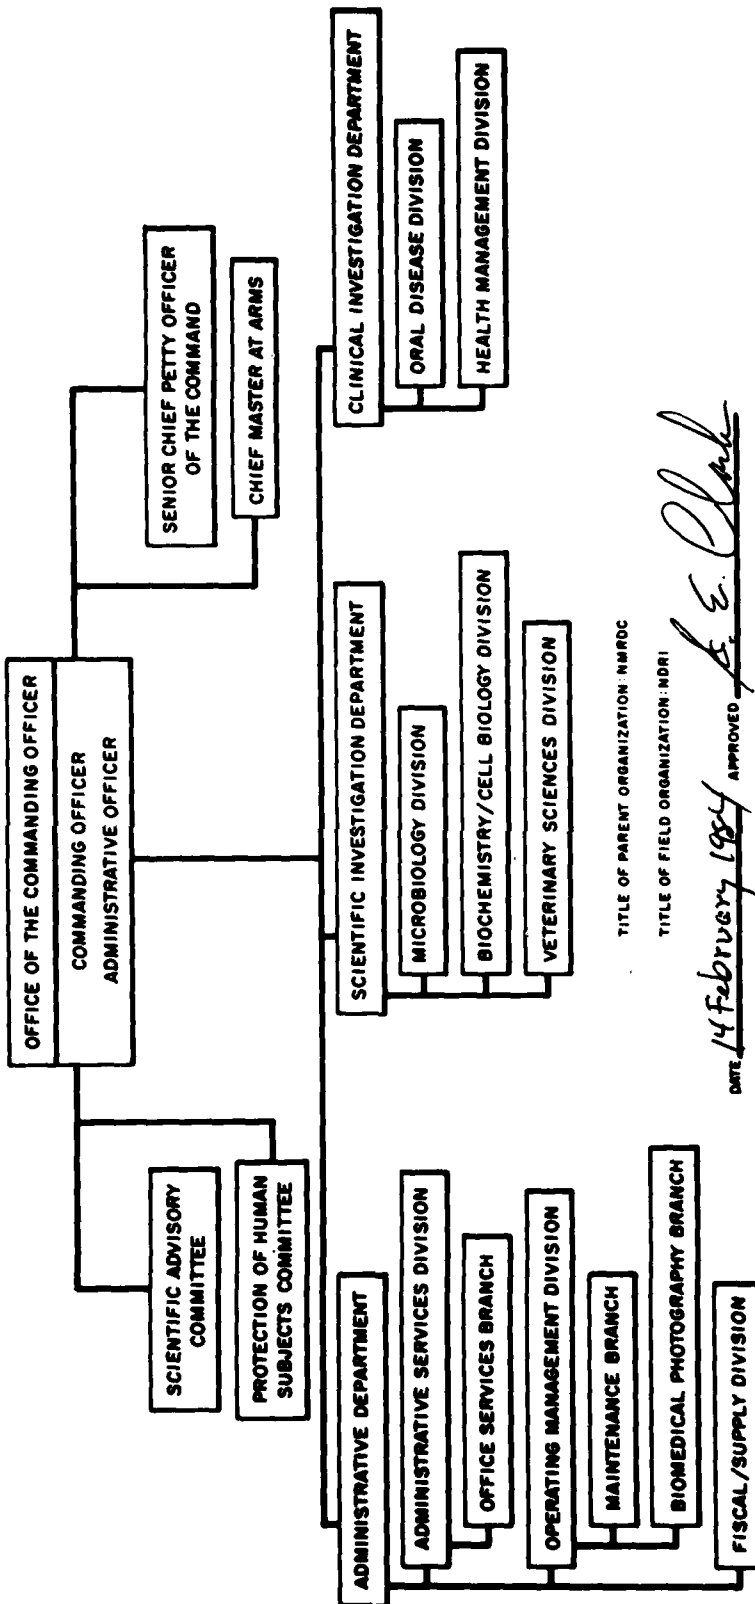 OFFICE OF THE COMMANDING OFFICER
COMMANDING OFFICER
ADMINISTRATIVE OFFICER
SCIENTIFIC ADVISORY
COMMITTEE
PROTECTION OF HUMAN
SUBJECTS COMMITTEE
SENIOR CHIEF PETTY OFFICER
OF THE COMMAND
CHIEF MASTER AT ARMS
ADMINISTRATIVE DEPARTMENT
ADMINISTRATIVE SERVICES DIVISION
OFFICE SERVICES BRANCH
OPERATING MANAGEMENT DIVISION
MAINTENANCE BRANCH
BIOMEDICAL PHOTOGRAPHY BRANCH
FISCAL/SUPPLY DIVISION
SCIENTIFIC INVESTIGATION DEPARTMENT
MICROBIOLOGY DIVISION
BIOCHEMISTRY/CELL BIOLOGY DIVISION
VETERINARY SCIENCES DIVISION
CLINICAL INVESTIGATION DEPARTMENT
ORAL DISEASE DIVISION
HEALTH MANAGEMENT DIVISION
TITLE OF PARENT ORGANIZATION: NMRDC
TITLE OF FIELD ORGANIZATION: NDRI
DATE 14 February 1984 APPROVED E. Clark